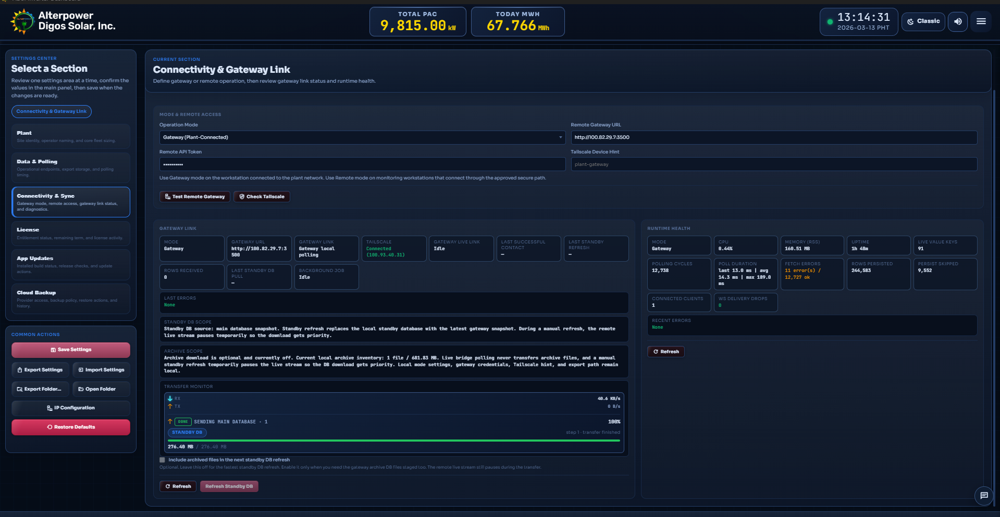 Alterpower
Digos Solar, Inc.
TOTAL PAC
9,815.00 kW
TODAY MWH
67.766 MWh
13:14:31
2026-03-13 PHT
Classic
SETTINGS CENTER
Select a Section
Review one settings area at a time, confirm the
values in the main panel, then save when the
changes are ready.
Connectivity & Gateway Link
Plant
Site identity, operator naming, and core fleet sizing.
Data & Polling
Operational endpoints, export storage, and polling
timing.
Connectivity & Sync
Gateway mode, remote access, gateway link status,
and diagnostics.
License
Entitlement status, remaining term, and license activity.
App Updates
Installed build status, release checks, and update
actions.
Cloud Backup
Provider access, backup policy, restore actions, and
history.
COMMON ACTIONS
Save Settings
Export Settings
Import Settings
Export Folder...
Open Folder
IP Configuration
Restore Defaults
CURRENT SECTION
Connectivity & Gateway Link
Define gateway or remote operation, then review gateway link status and runtime health.
MODE & REMOTE ACCESS
Operation Mode
Gateway (Plant-Connected)
Remote Gateway URL
http://100.82.29.7:3500
Remote API Token
••••••••••
Tailscale Device Hint
plant-gateway
Use Gateway mode on the workstation connected to the plant network. Use Remote mode on monitoring workstations that connect through the approved secure path.
Test Remote Gateway
Check Tailscale
GATEWAY LINK
MODE
Gateway
GATEWAY URL
http://100.82.29.7:3
500
GATEWAY LINK
Gateway local
polling
TAILSCALE
Connected
(100.93.40.31)
GATEWAY LIVE LINK
Idle
LAST SUCCESSFUL
CONTACT
—
LAST STANDBY
REFRESH
—
ROWS RECEIVED
0
LAST STANDBY DB
PULL
—
BACKGROUND JOB
Idle
LAST ERRORS
None
STANDBY DB SCOPE
Standby DB source: main database snapshot. Standby refresh replaces the local standby database with the latest gateway snapshot. During a manual refresh, the remote
live stream pauses temporarily so the download gets priority.
ARCHIVE SCOPE
Archive download is optional and currently off. Current local archive inventory: 1 file / 681.83 MB. Live bridge polling never transfers archive files, and a manual
standby refresh temporarily pauses the live stream so the DB download gets priority. Local mode settings, gateway credentials, Tailscale hint, and export path remain
local.
TRANSFER MONITOR
↓ RX
40.6 KB/s
↑ TX
0 B/s
↑ DONE SENDING MAIN DATABASE · 1
100%
STANDBY DB
step 1 · transfer finished
276.40 MB / 276.40 MB
Include archived files in the next standby DB refresh
Optional. Leave this off for the fastest standby DB refresh. Enable it only when you need the gateway archive DB files staged too. The remote live stream still pauses during the transfer.
Refresh
Refresh Standby DB
RUNTIME HEALTH
MODE
Gateway
CPU
0.44%
MEMORY (RSS)
160.51 MB
UPTIME
1h 48m
LIVE VALUE KEYS
91
POLLING CYCLES
12,738
POLL DURATION
last 13.0 ms | avg
14.3 ms | max 189.0
ms
FETCH ERRORS
11 error(s) /
12,727 ok
ROWS PERSISTED
244,583
PERSIST SKIPPED
9,552
CONNECTED CLIENTS
1
WS DELIVERY DROPS
0
RECENT ERRORS
None
Refresh